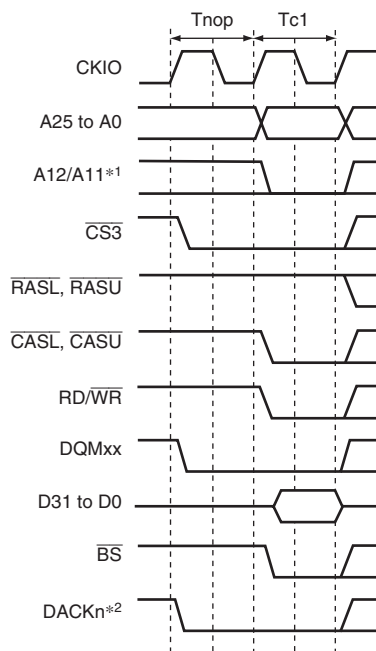 Tnop Tc1
CKIO
A25 to A0
A12/A11*1
CS3
RASL, RASU
CASL, CASU
RD/WR
DQMxx
D31 to D0
BS
DACKn*2